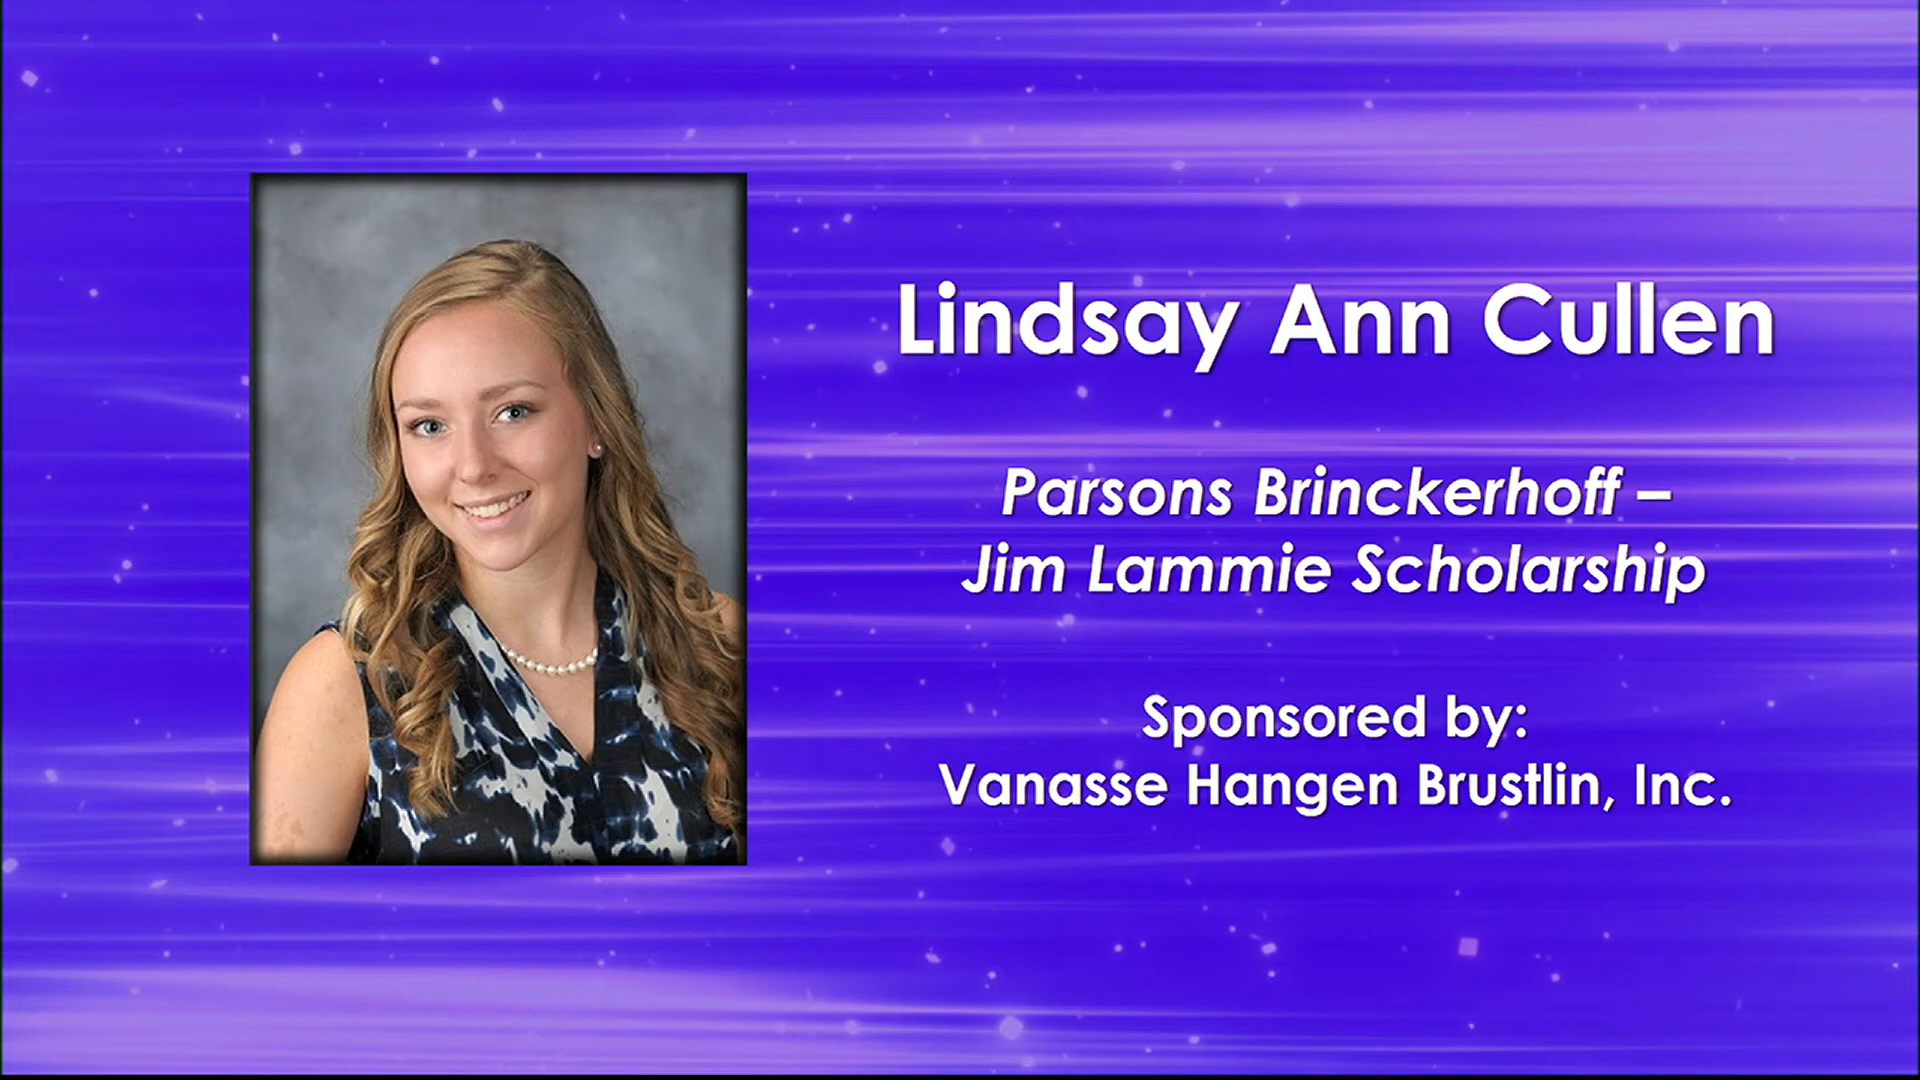 Lindsay Ann Cullen
Parsons Brinckerhoff –
Jim Lammie Scholarship
Sponsored by:
Vanasse Hangen Brustlin, Inc.